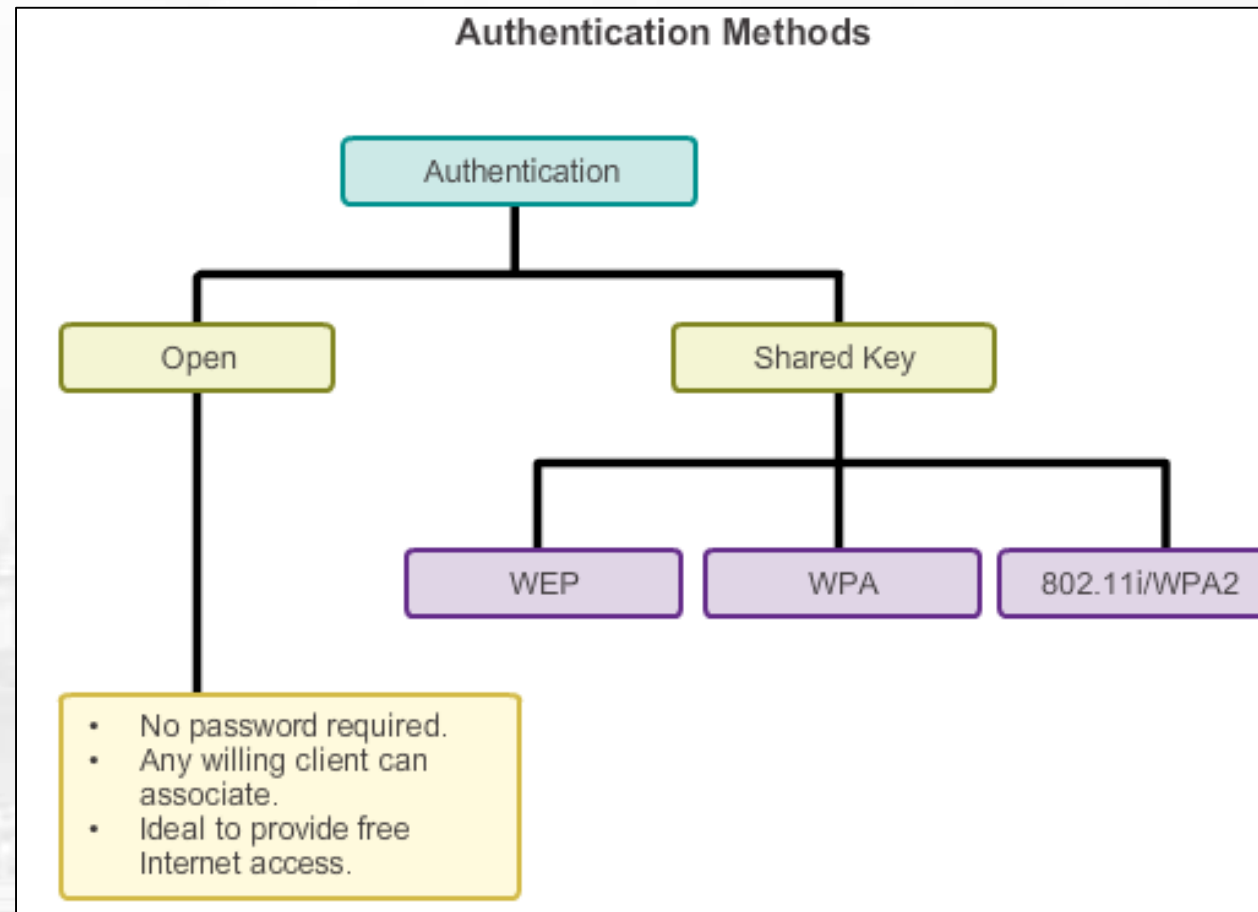 Authentication Methods
Authentication
Open
Shared Key
WEP
WPA
802.11i/WPA2
• No password required.
• Any willing client can
associate.
• Ideal to provide free
Internet access.